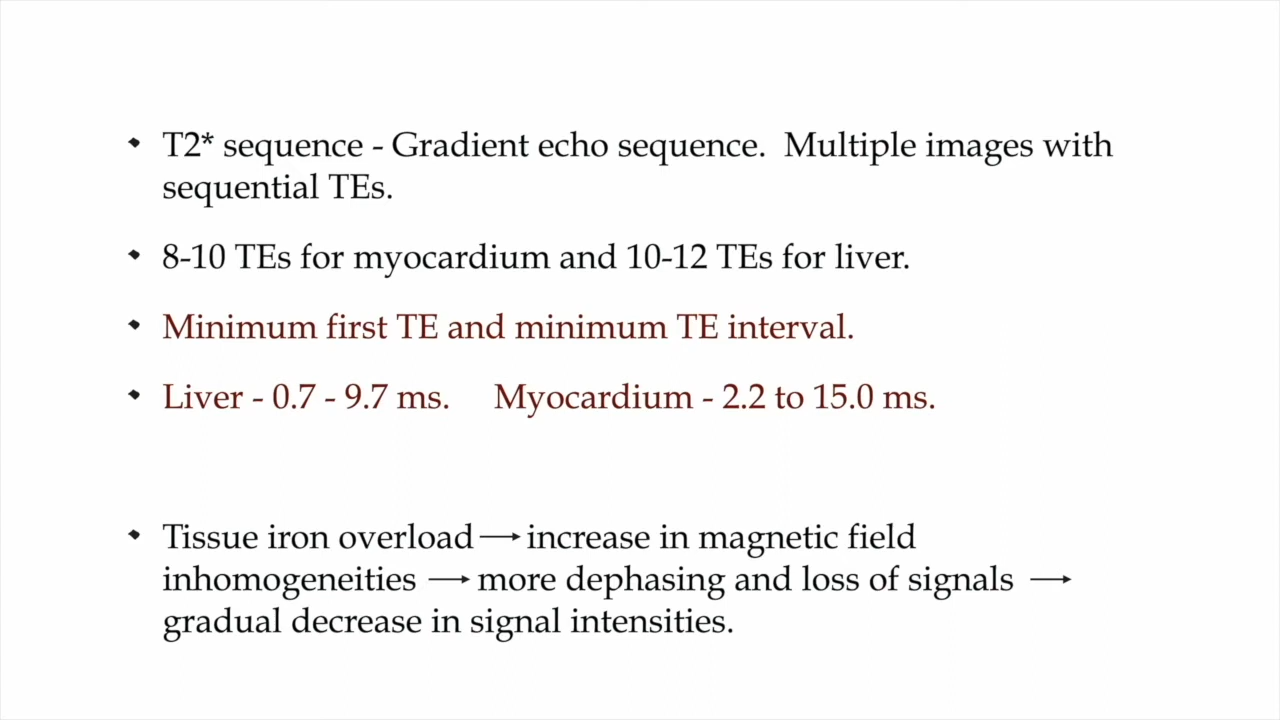 T2* sequence - Gradient echo sequence.  Multiple images with
sequential TEs.
8-10 TEs for myocardium and 10-12 TEs for liver.
Minimum first TE and minimum TE interval.
Liver - 0.7 - 9.7 ms.     Myocardium - 2.2 to 15.0 ms.
Tissue iron overload → increase in magnetic field
inhomogeneities → more dephasing and loss of signals →
gradual decrease in signal intensities.